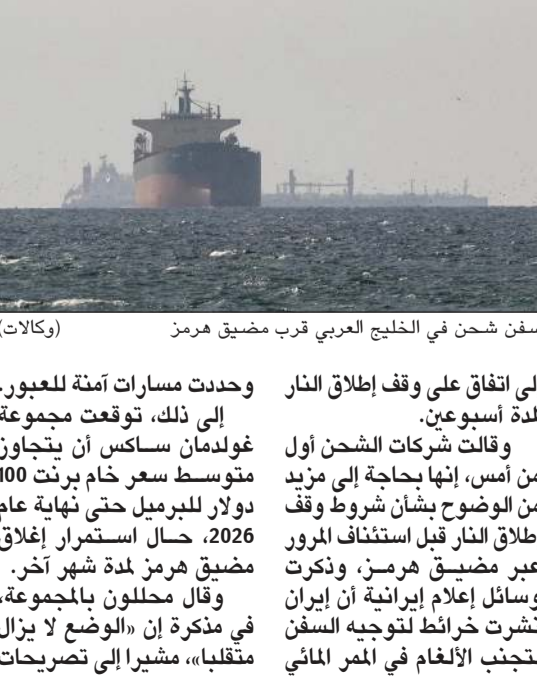 سفن شحن في الخليج العربي قرب مضيق هرمز (وكالات)
لى اتفاق على وقف إطلاق النار
لمدة أسبوعين.
وقالت شركات الشحن أول
من أمس، إنها بحاجة إلى مزيد
من الوضوح بشأن شروط وقف
إطلاق النار قبل استئناف المرور
عبر مضيق هرمز، وذكرت
وسائل إعلام إيرانية أن إيران
نشرت خرائط لتوجيه السفن
لتجنب الألغام في الممر المائي
وحددت مسارات آمنة للعبور.
إلى ذلك، توقعت مجموعة
غولدمان ساكس أن يتجاوز
متوسط سعر خام برنت 100
دولار للبرميل حتى نهاية عام
2026، حال استمرار إغلاق
مضيق هرمز لمدة شهر آخر.
وقال محللون بالمجموعة،
في مذكرة إن «الوضع لا يزال
متقلبا»، مشيرا إلى تصريحات